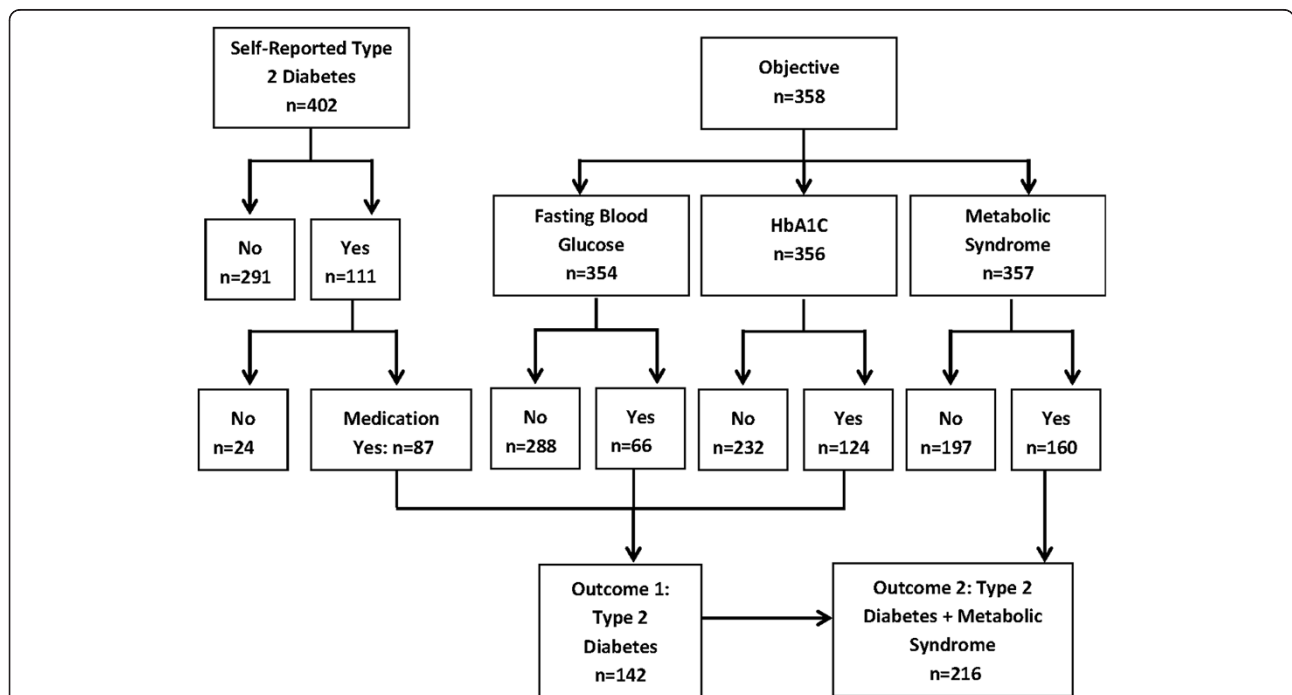 Self-Reported Type
2 Diabetes
n=402
Objective
n=358
No
n=291
Yes
n=111
Fasting Blood
Glucose
n=354
HbA1C
n=356
Metabolic
Syndrome
n=357
No
n=24
Medication
Yes: n=87
No
n=288
Yes
n=66
No
n=232
Yes
n=124
No
n=197
Yes
n=160
Outcome 1:
Type 2
Diabetes
n=142
Outcome 2: Type 2
Diabetes + Metabolic
Syndrome
n=216